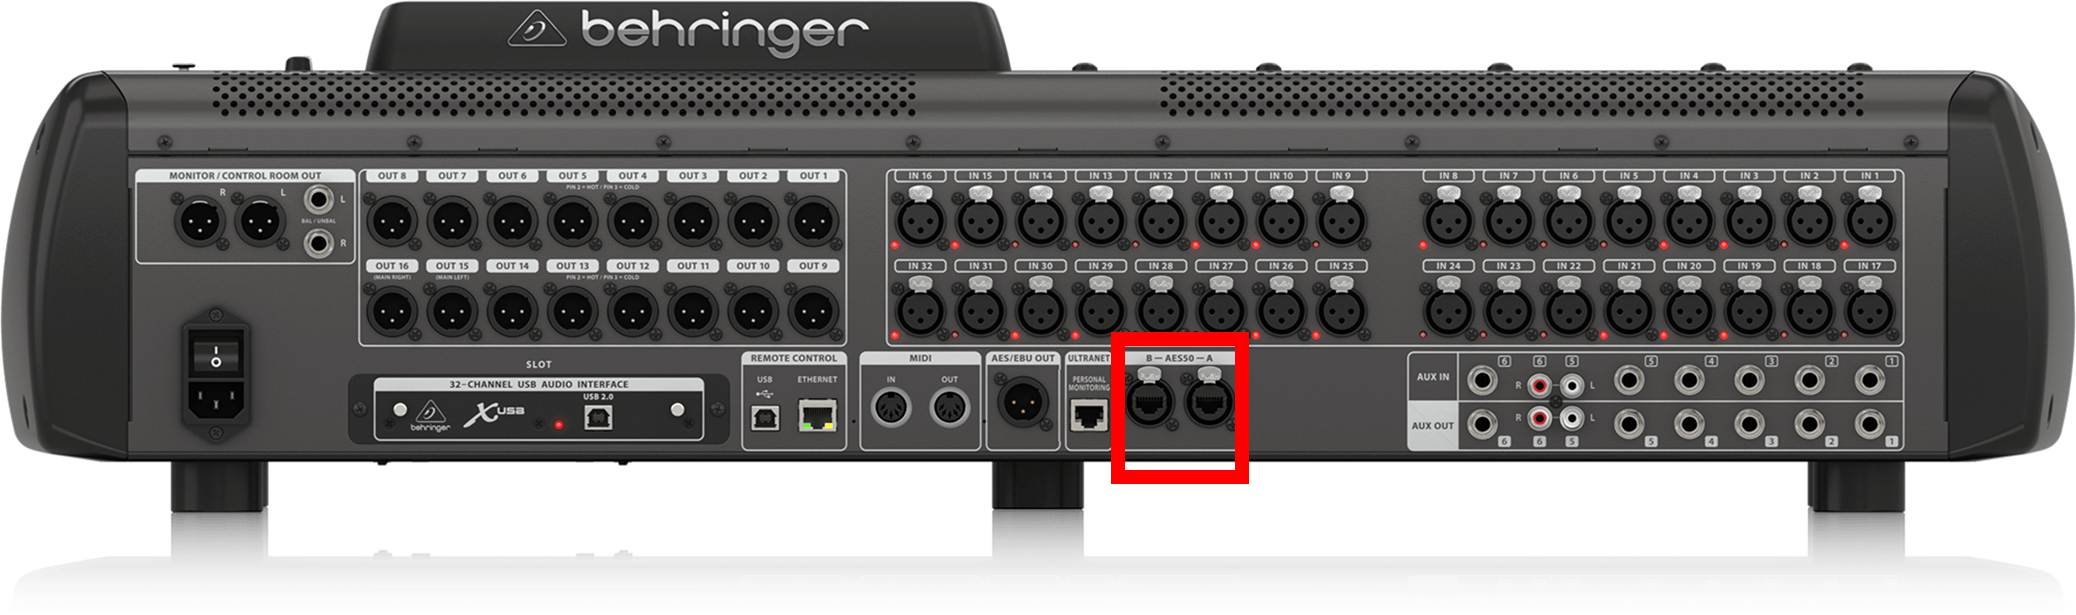 behringer
MONITOR / CONTROL ROOM OUT
R L L
BAL / UNBAL
R
OUT 8 OUT 7 OUT 6 OUT 5 OUT 4 OUT 3 OUT 2 OUT 1
PIN 2 = HOT / PIN 3 = COLD
OUT 16 OUT 15 OUT 14 OUT 13 OUT 12 OUT 11 OUT 10 OUT 9
(MAIN RIGHT) (MAIN LEFT) PIN 2 = HOT / PIN 3 = COLD
IN 16 IN 15 IN 14 IN 13 IN 12 IN 11 IN 10 IN 9 IN 8 IN 7 IN 6 IN 5 IN 4 IN 3 IN 2 IN 1
IN 32 IN 31 IN 30 IN 29 IN 28 IN 27 IN 26 IN 25 IN 24 IN 23 IN 22 IN 21 IN 20 IN 19 IN 18 IN 17
I
O
SLOT
32-CHANNEL USB AUDIO INTERFACE
behringer
X USB
USB 2.0
REMOTE CONTROL
USB ETHERNET
MIDI
IN OUT
AES/EBU OUT
ULTRANET
PERSONAL
MONITORING
B — AES50 — A
6 6 5 5 4 3 2 1
AUX IN R L
AUX OUT R L
6 6 5 5 4 3 2 1